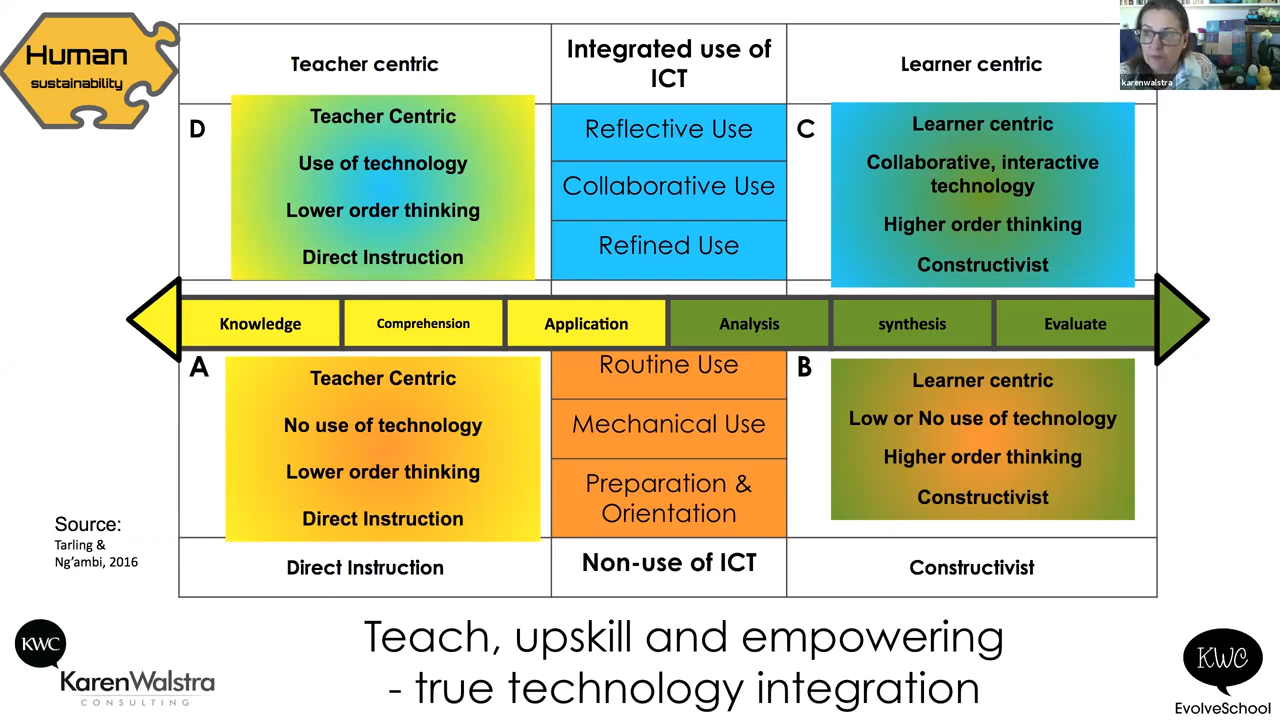 Human
sustainability
Teacher centric
Integrated use of
ICT
Learner centric
karenwalstra
D
Teacher Centric
Use of technology
Lower order thinking
Direct Instruction
Reflective Use
Collaborative Use
Refined Use
C
Learner centric
Collaborative, interactive
technology
Higher order thinking
Constructivist
Knowledge
Comprehension
Application
Analysis
synthesis
Evaluate
A
Teacher Centric
No use of technology
Lower order thinking
Direct Instruction
Routine Use
Mechanical Use
Preparation &
Orientation
B
Learner centric
Low or No use of technology
Higher order thinking
Constructivist
Source:
Tarling &
Ng'ambi, 2016
Direct Instruction
Non-use of ICT
Constructivist
Teach, upskill and empowering
- true technology integration
KWC
KarenWalstra
CONSULTING
KWC
EvolveSchool